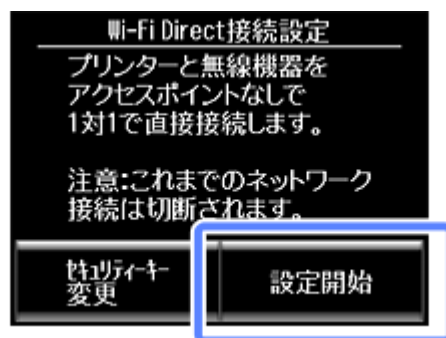 Wi-Fi Direct接続設定
プリンターと無線機器を
アクセスポイントなしで
1対1で直接接続します。
注意:これまでのネットワーク
接続は切断されます。
ｾｷｭﾘﾃｨｰｷｰ
変更
設定開始